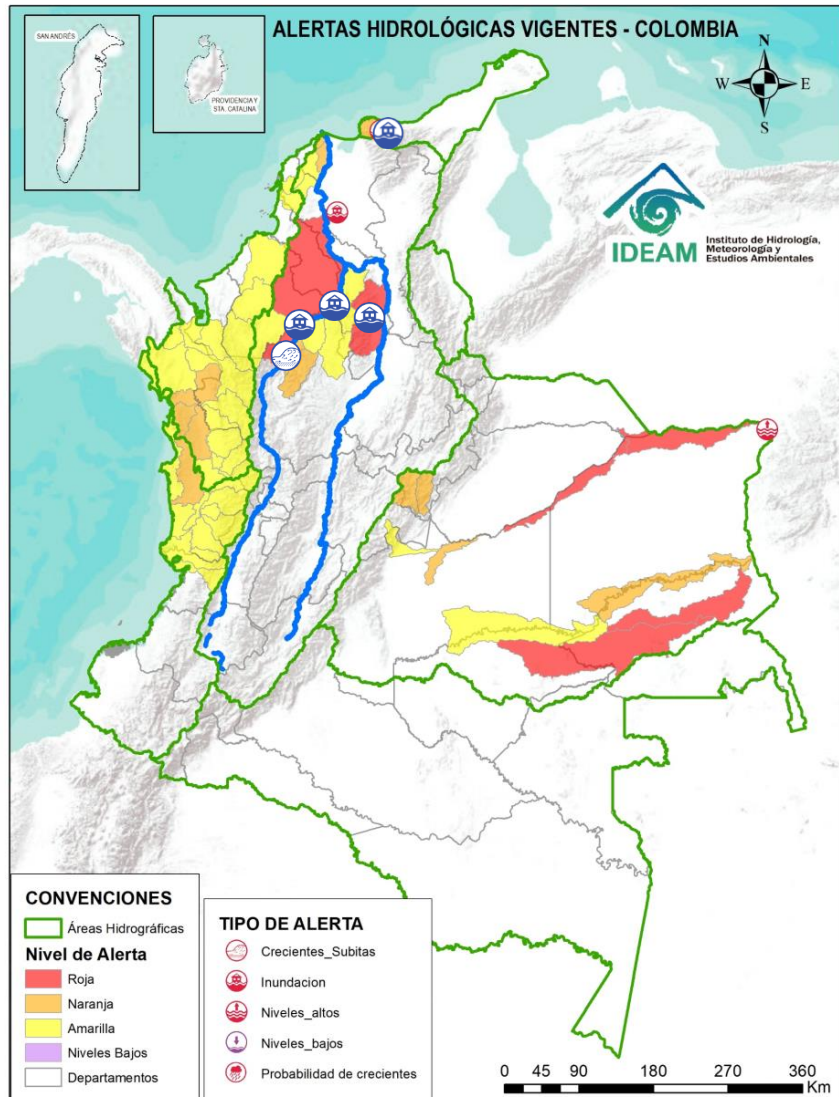 ALERTAS HIDROLÓGICAS VIGENTES - COLOMBIA
SAN ANDRÉS
PROVIDENCIA Y
STA. CATALINA
N
W
E
S
IDEAM
Instituto de Hidrología,
Meteorología y
Estudios Ambientales
CONVENCIONES
Áreas Hidrográficas
Nivel de Alerta
Roja
Naranja
Amarilla
Niveles Bajos
Departamentos
TIPO DE ALERTA
Crecientes_Subitas
Inundacion
Niveles_altos
Niveles_bajos
Probabilidad de crecientes
0 45 90 180 270 360
Km